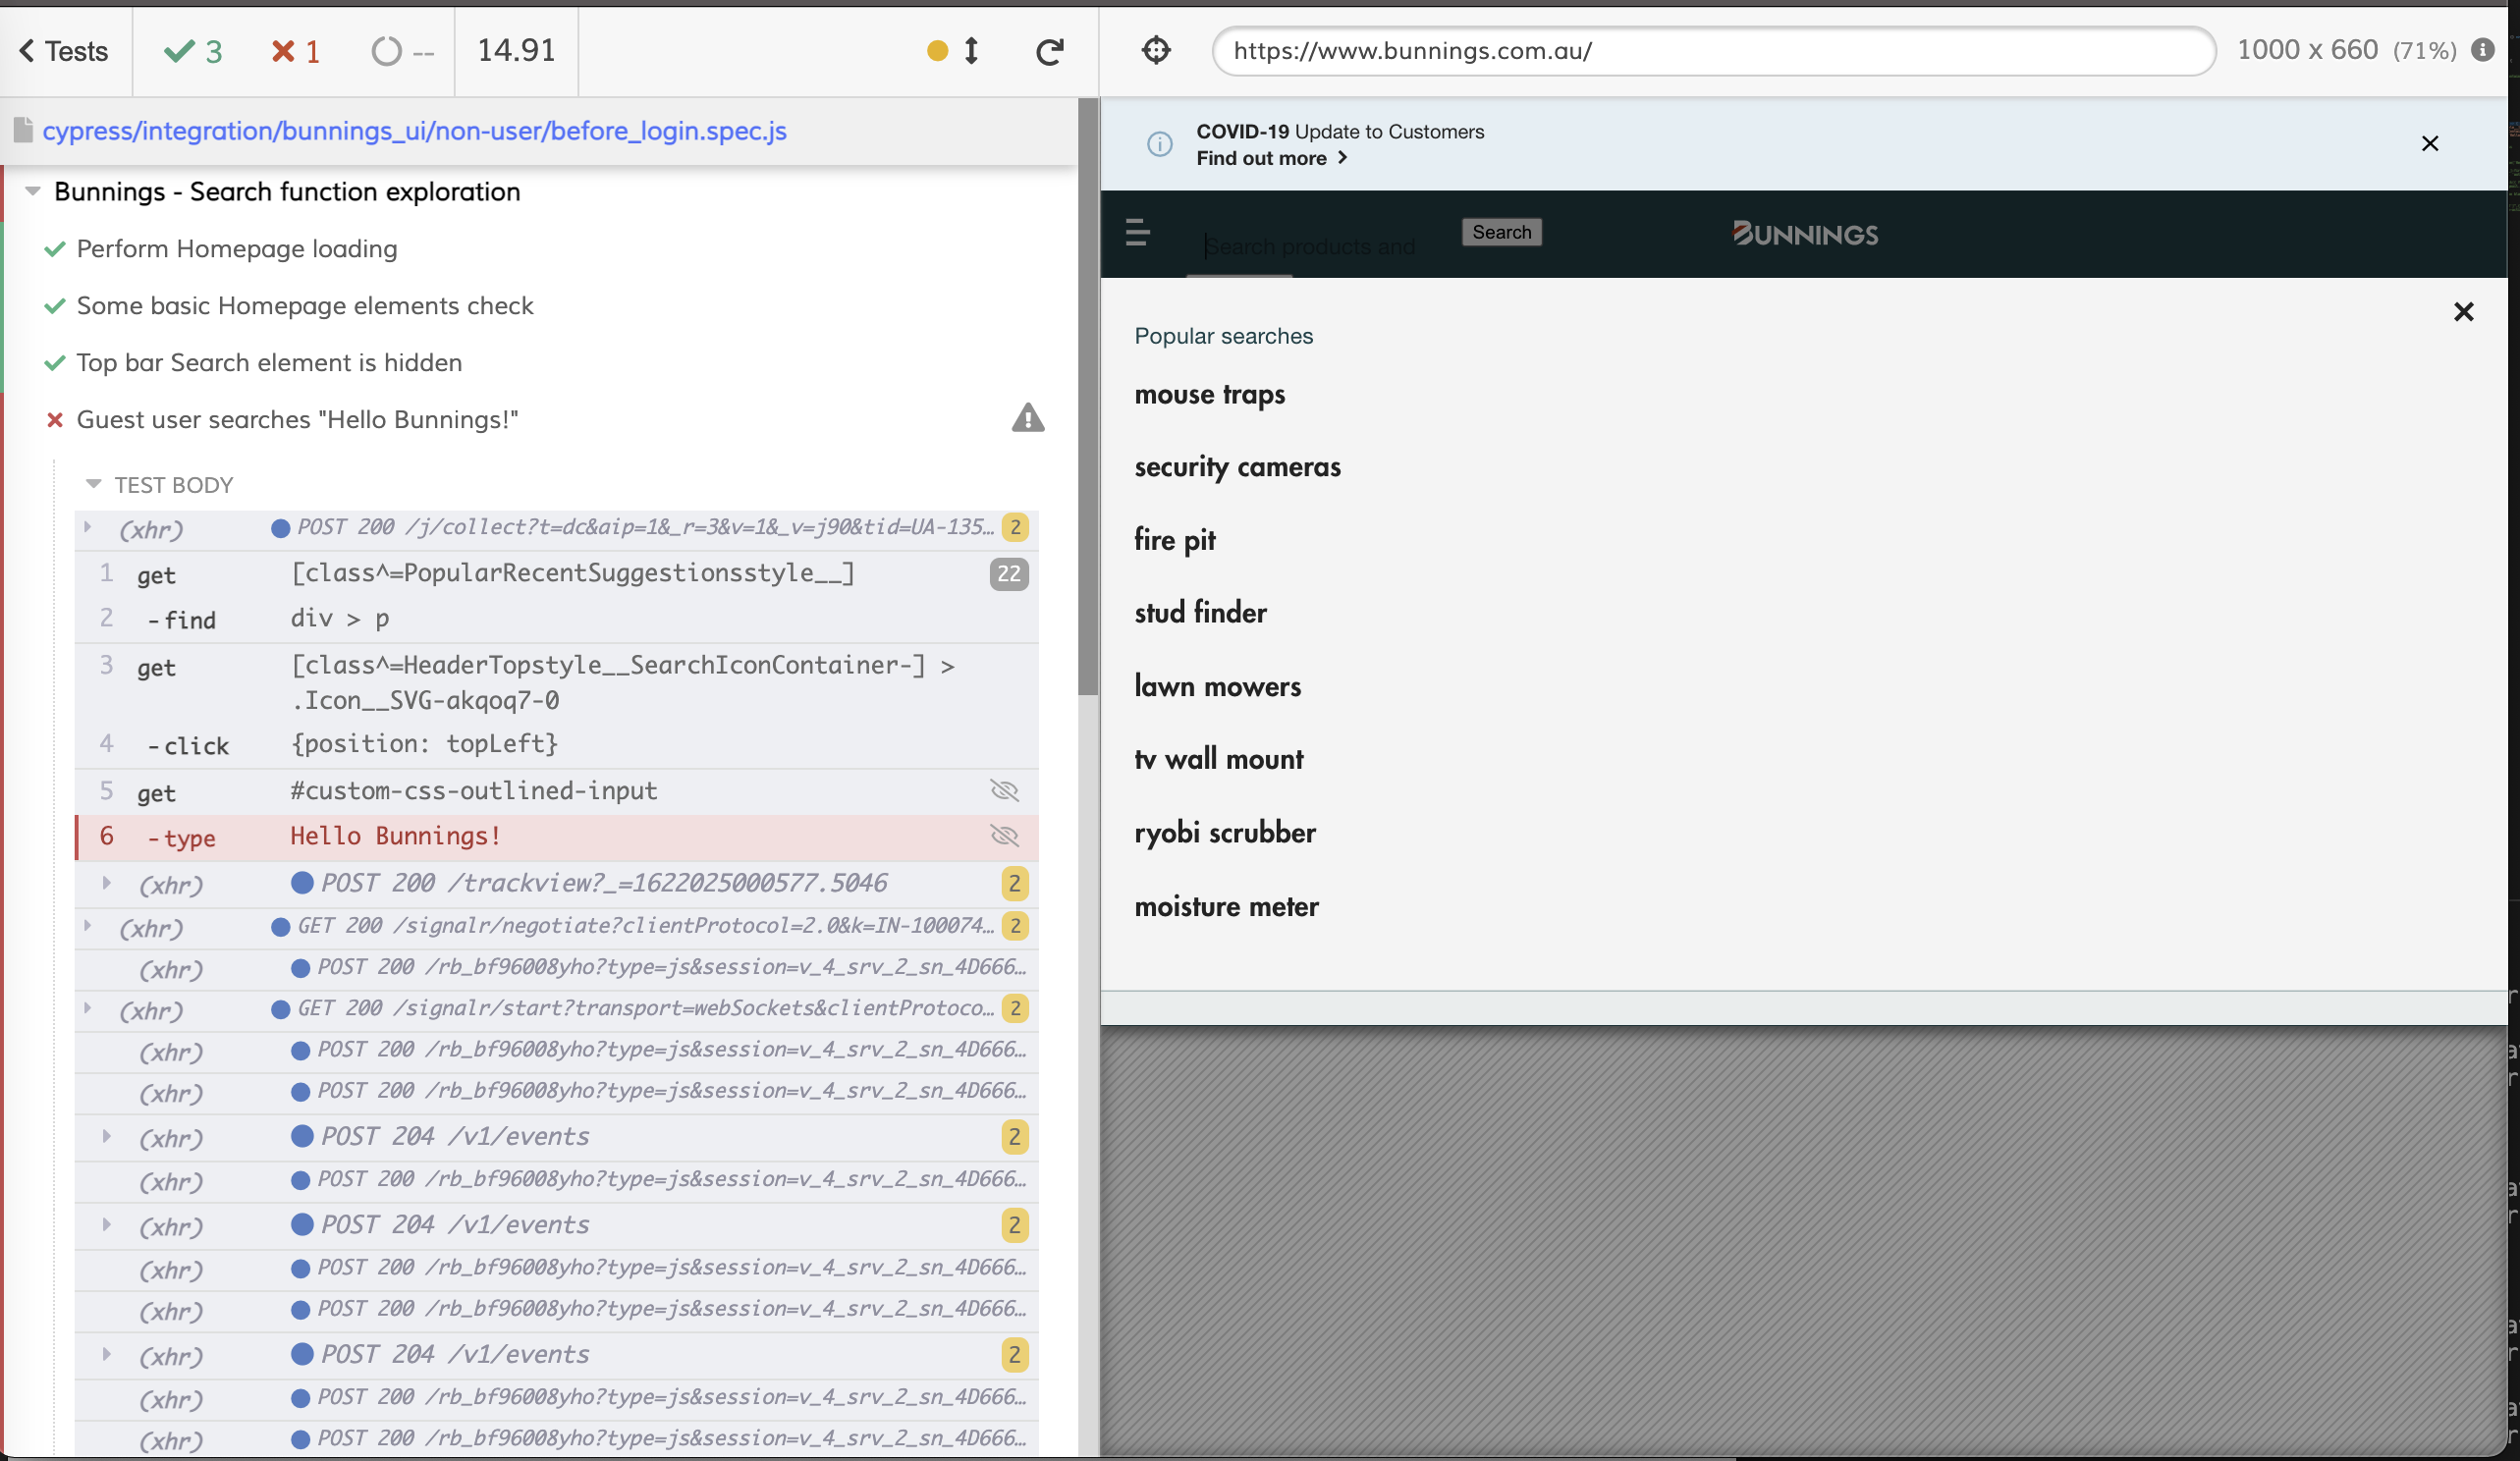 Tests
3
1
--
14.91
cypress/integration/bunnings_ui/non-user/before_login.spec.js
Bunnings - Search function exploration
Perform Homepage loading
Some basic Homepage elements check
Top bar Search element is hidden
Guest user searches "Hello Bunnings!"
TEST BODY
(xhr) POST 200 /j/collect?t=dc&aip=1&_r=3&v=1&_v=j90&tid=UA-135... 2
1 get [class^=PopularRecentSuggestionsstyle__] 22
2 -find div > p
3 get [class^=HeaderTopstyle__SearchIconContainer-] >
.Icon__SVG-akqoq7-0
4 -click {position: topLeft}
5 get #custom-css-outlined-input
6 -type Hello Bunnings!
(xhr) POST 200 /trackview?_=1622025000577.5046 2
(xhr) GET 200 /signalr/negotiate?clientProtocol=2.0&k=IN-100074... 2
(xhr) POST 200 /rb_bf96008yho?type=js&session=v_4_srv_2_sn_4D666...
(xhr) GET 200 /signalr/start?transport=webSockets&clientProtoco... 2
(xhr) POST 200 /rb_bf96008yho?type=js&session=v_4_srv_2_sn_4D666...
(xhr) POST 200 /rb_bf96008yho?type=js&session=v_4_srv_2_sn_4D666...
(xhr) POST 204 /v1/events 2
(xhr) POST 200 /rb_bf96008yho?type=js&session=v_4_srv_2_sn_4D666...
(xhr) POST 204 /v1/events 2
(xhr) POST 200 /rb_bf96008yho?type=js&session=v_4_srv_2_sn_4D666...
(xhr) POST 200 /rb_bf96008yho?type=js&session=v_4_srv_2_sn_4D666...
(xhr) POST 204 /v1/events 2
(xhr) POST 200 /rb_bf96008yho?type=js&session=v_4_srv_2_sn_4D666...
(xhr) POST 200 /rb_bf96008yho?type=js&session=v_4_srv_2_sn_4D666...
https://www.bunnings.com.au/
1000 x 660 (71%)
COVID-19 Update to Customers
Find out more
Search products and
Search
BUNNINGS
Popular searches
mouse traps
security cameras
fire pit
stud finder
lawn mowers
tv wall mount
ryobi scrubber
moisture meter